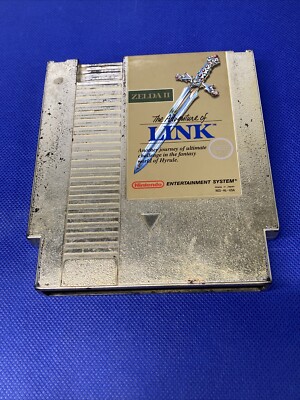 ZELDA II
The Adventure of
LINK
Another journey of ultimate
challenge in the fantasy
world of Hyrule.
Nintendo ENTERTAINMENT SYSTEM